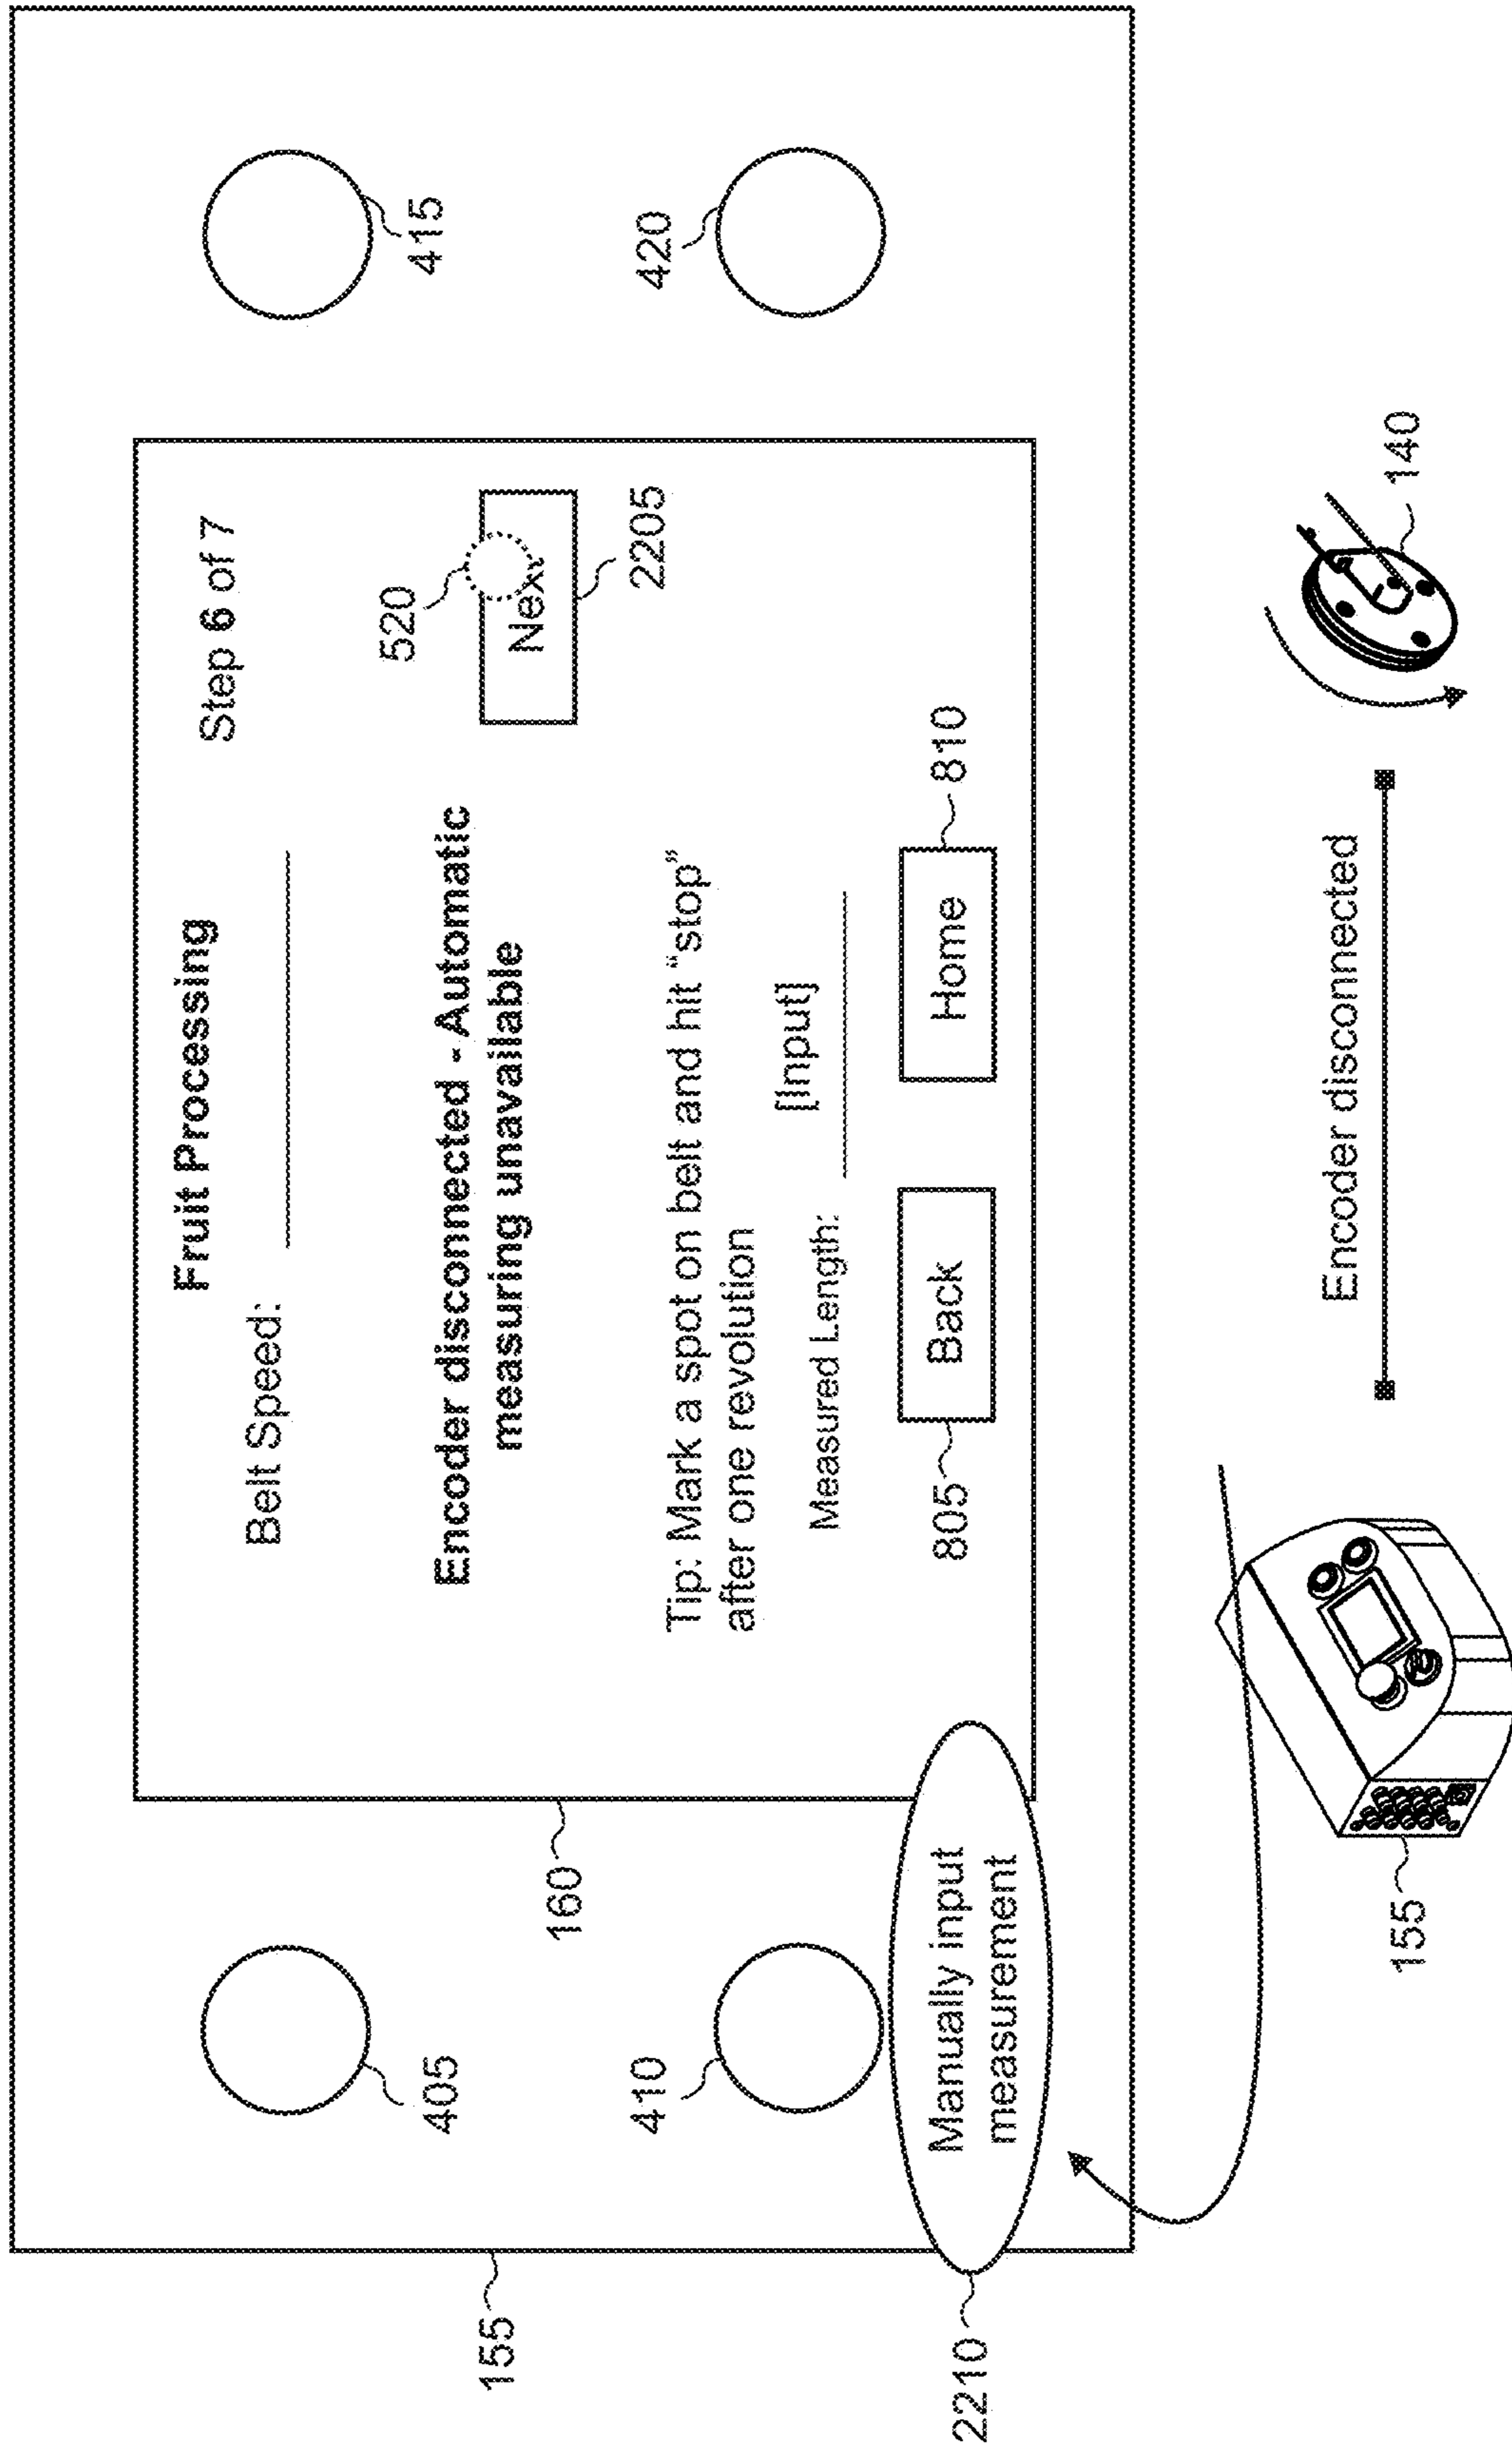 Fruit Processing
Step 6 of 7
Belt Speed:
405
415
520
Next
2205
Encoder disconnected - Automatic
measuring unavailable
155
160
410
420
Tip: Mark a spot on belt and hit “stop”
after one revolution
[Input]
Measured Length:
Manually input
measurement
2210
805
Back
Home
810
Encoder disconnected
155
140